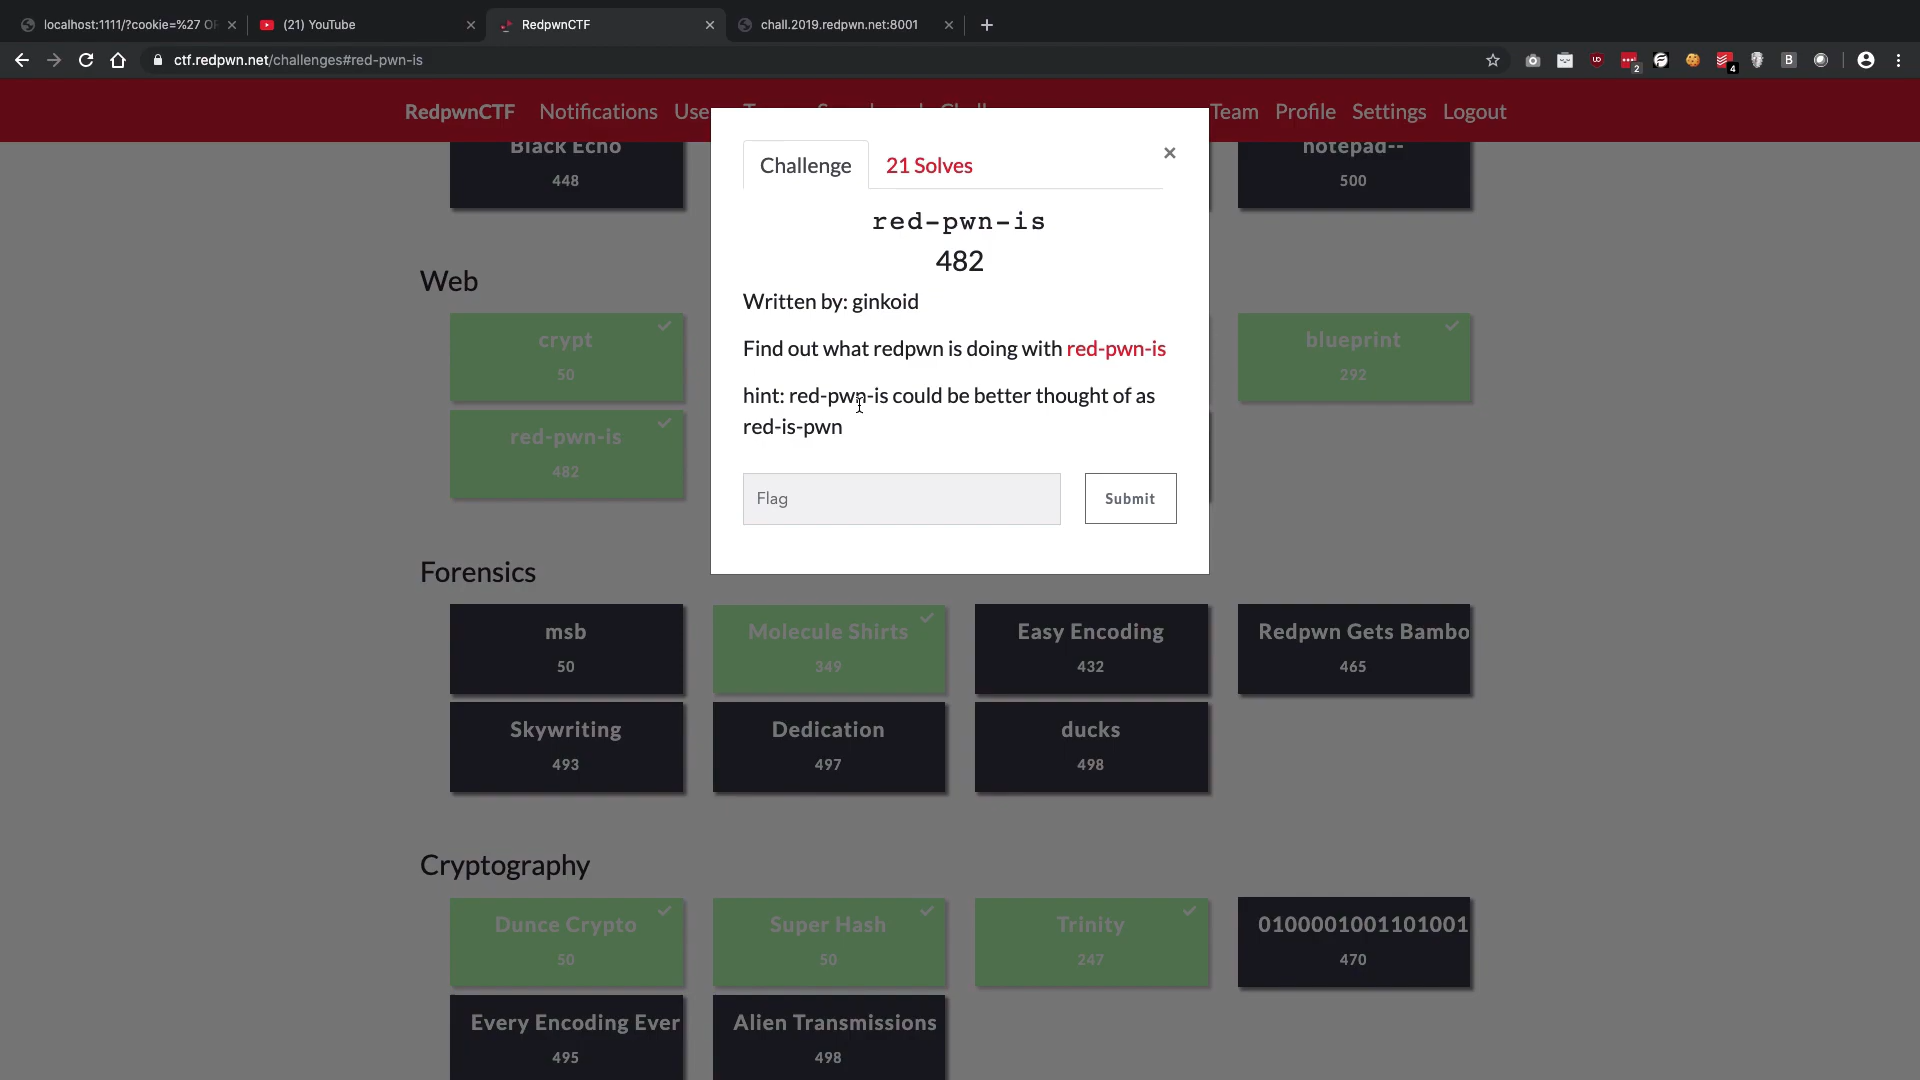 localhost:1111/?cookie=%27 OR
(21) YouTube
RedpwnCTF
chall.2019.redpwn.net:8001
ctf.redpwn.net/challenges#red-pwn-is
UO
2
4
B
RedpwnCTF
Notifications
Team
Profile
Settings
Logout
Black Echo
448
notepad--
500
Challenge
21 Solves
×
red-pwn-is
482
Written by: ginkoid
Find out what redpwn is doing with red-pwn-is
hint: red-pwn-is could be better thought of as
red-is-pwn
Flag
Submit
Web
crypt
50
blueprint
292
red-pwn-is
482
Forensics
msb
50
Molecule Shirts
349
Easy Encoding
432
Redpwn Gets Bambo
465
Skywriting
493
Dedication
497
ducks
498
Cryptography
Dunce Crypto
50
Super Hash
50
Trinity
247
0100001001101001
470
Every Encoding Ever
495
Alien Transmissions
498